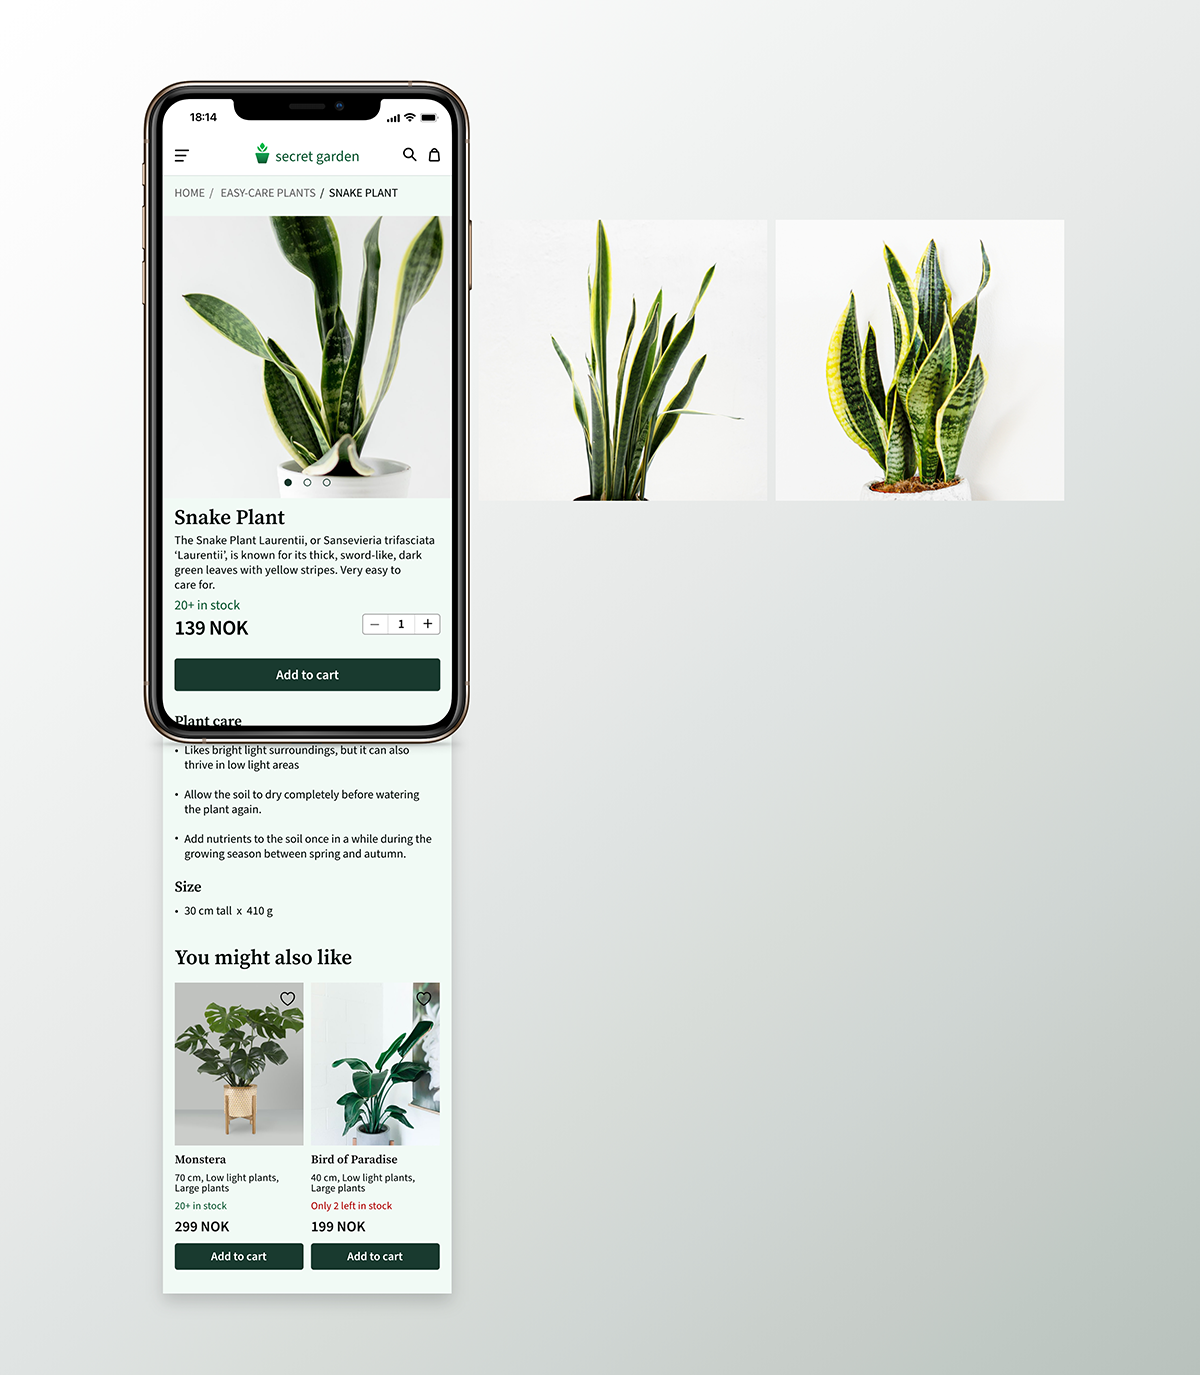 18:14
secret garden
HOME / EASY-CARE PLANTS / SNAKE PLANT
Snake Plant
The Snake Plant Laurentii, or Sansevieria trifasciata
‘Laurentii’, is known for its thick, sword-like, dark
green leaves with yellow stripes. Very easy to
care for.
20+ in stock
139 NOK
− 1 +
Add to cart
Plant care
• Likes bright light surroundings, but it can also
thrive in low light areas
• Allow the soil to dry completely before watering
the plant again.
• Add nutrients to the soil once in a while during the
growing season between spring and autumn.
Size
• 30 cm tall x 410 g
You might also like
Monstera
70 cm, Low light plants,
Large plants
20+ in stock
299 NOK
Add to cart
Bird of Paradise
40 cm, Low light plants,
Large plants
Only 2 left in stock
199 NOK
Add to cart